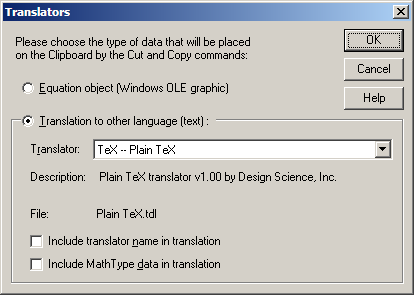 Translators
Please choose the type of data that will be placed
on the Clipboard by the Cut and Copy commands:
OK
Cancel
Help
Equation object (Windows OLE graphic)
Translation to other language (text) :
Translator: TeX -- Plain TeX
Description: Plain TeX translator v1.00 by Design Science, Inc.
File: Plain TeX.tdl
Include translator name in translation
Include MathType data in translation